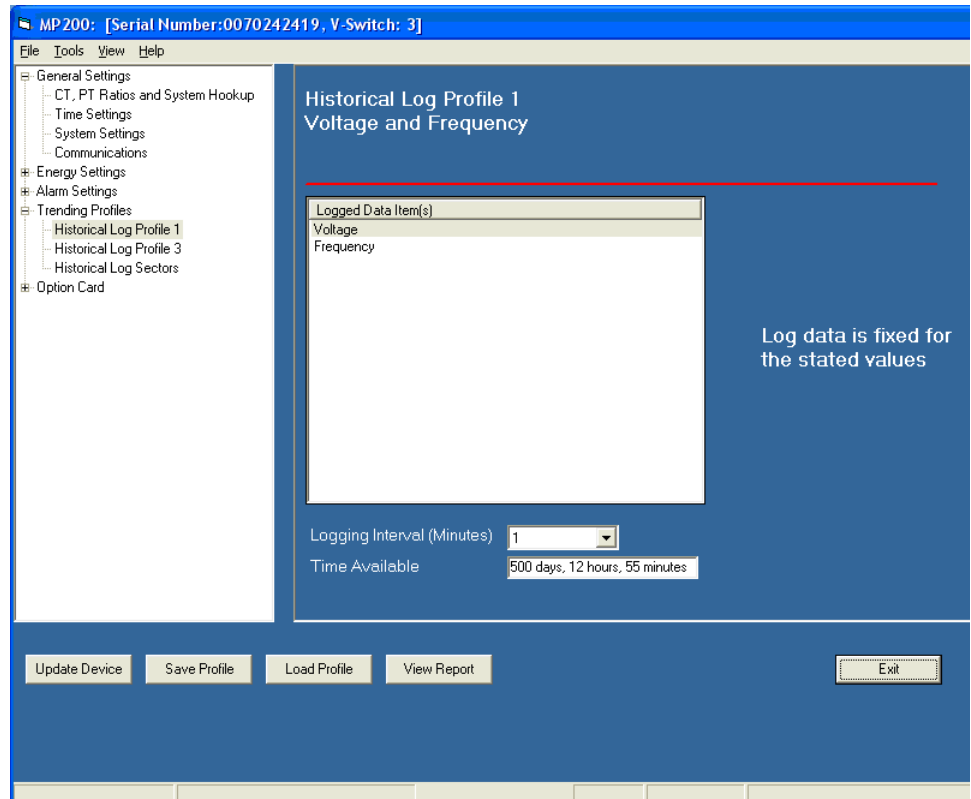 MP200: [Serial Number:0070242419, V-Switch: 3]
File Tools View Help
General Settings
CT, PT Ratios and System Hookup
Time Settings
System Settings
Communications
Energy Settings
Alarm Settings
Trending Profiles
Historical Log Profile 1
Historical Log Profile 3
Historical Log Sectors
Option Card
Historical Log Profile 1
Voltage and Frequency
Logged Data Item(s)
Voltage
Frequency
Log data is fixed for
the stated values
Logging Interval (Minutes) 1
Time Available 500 days, 12 hours, 55 minutes
Update Device Save Profile Load Profile View Report Exit